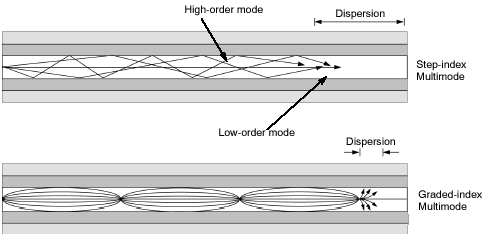 High-order mode
Dispersion
Step-index
Multimode
Low-order mode
Dispersion
Graded-index
Multimode